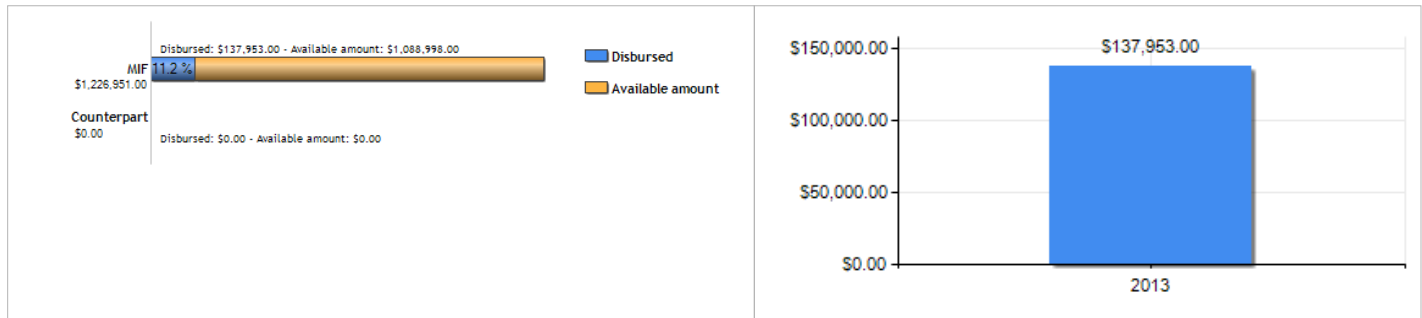 Disbursed: $137,953.00 - Available amount: $1,088,998.00
MIF 11.2 %
$1,226,951.00
Counterpart
$0.00
Disbursed: $0.00 - Available amount: $0.00
Disbursed
Available amount
$150,000.00
$137,953.00
$100,000.00
$50,000.00
$0.00
2013